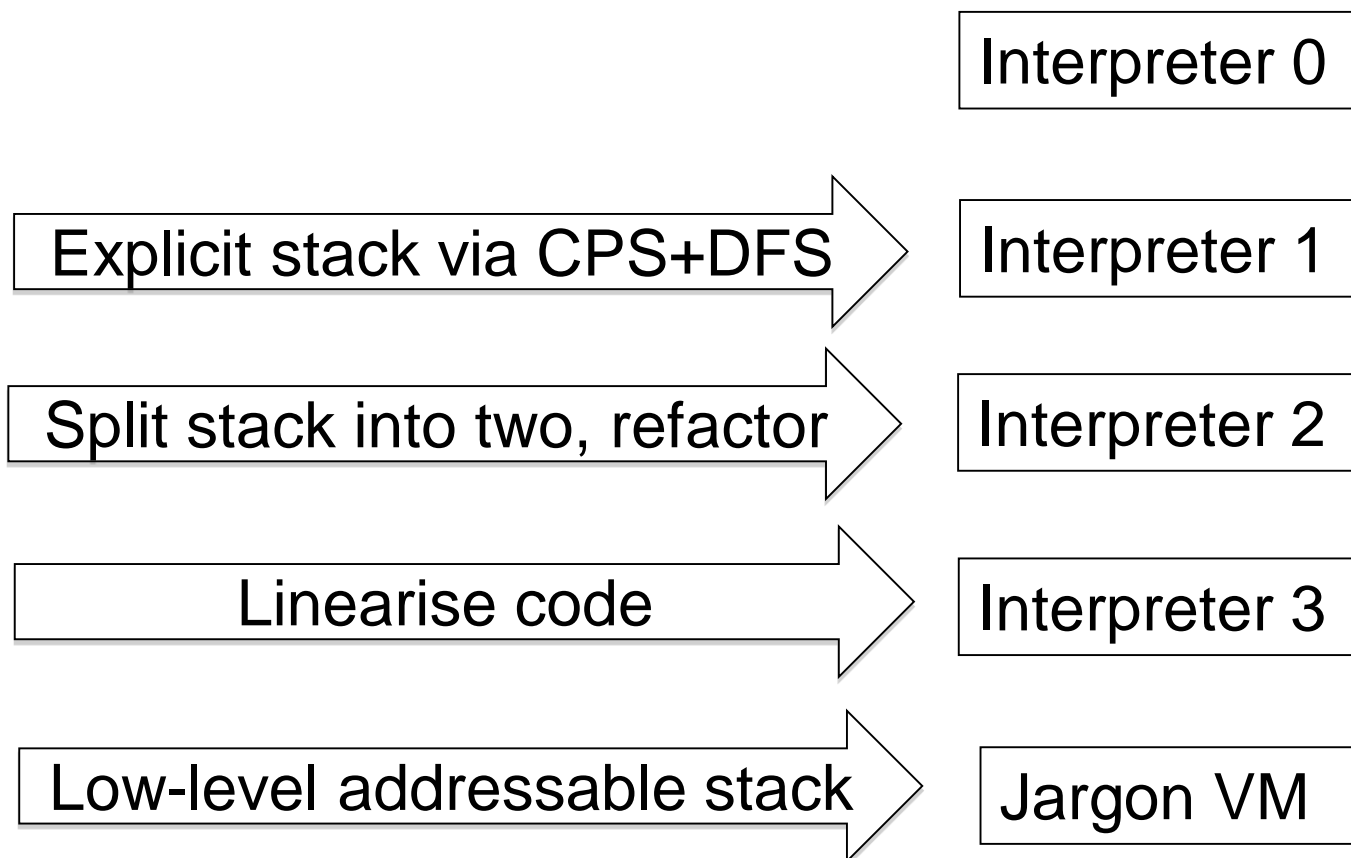 Interpreter 0
Explicit stack via CPS+DFS
Interpreter 1
Split stack into two, refactor
Interpreter 2
Linearise code
Interpreter 3
Low-level addressable stack
Jargon VM